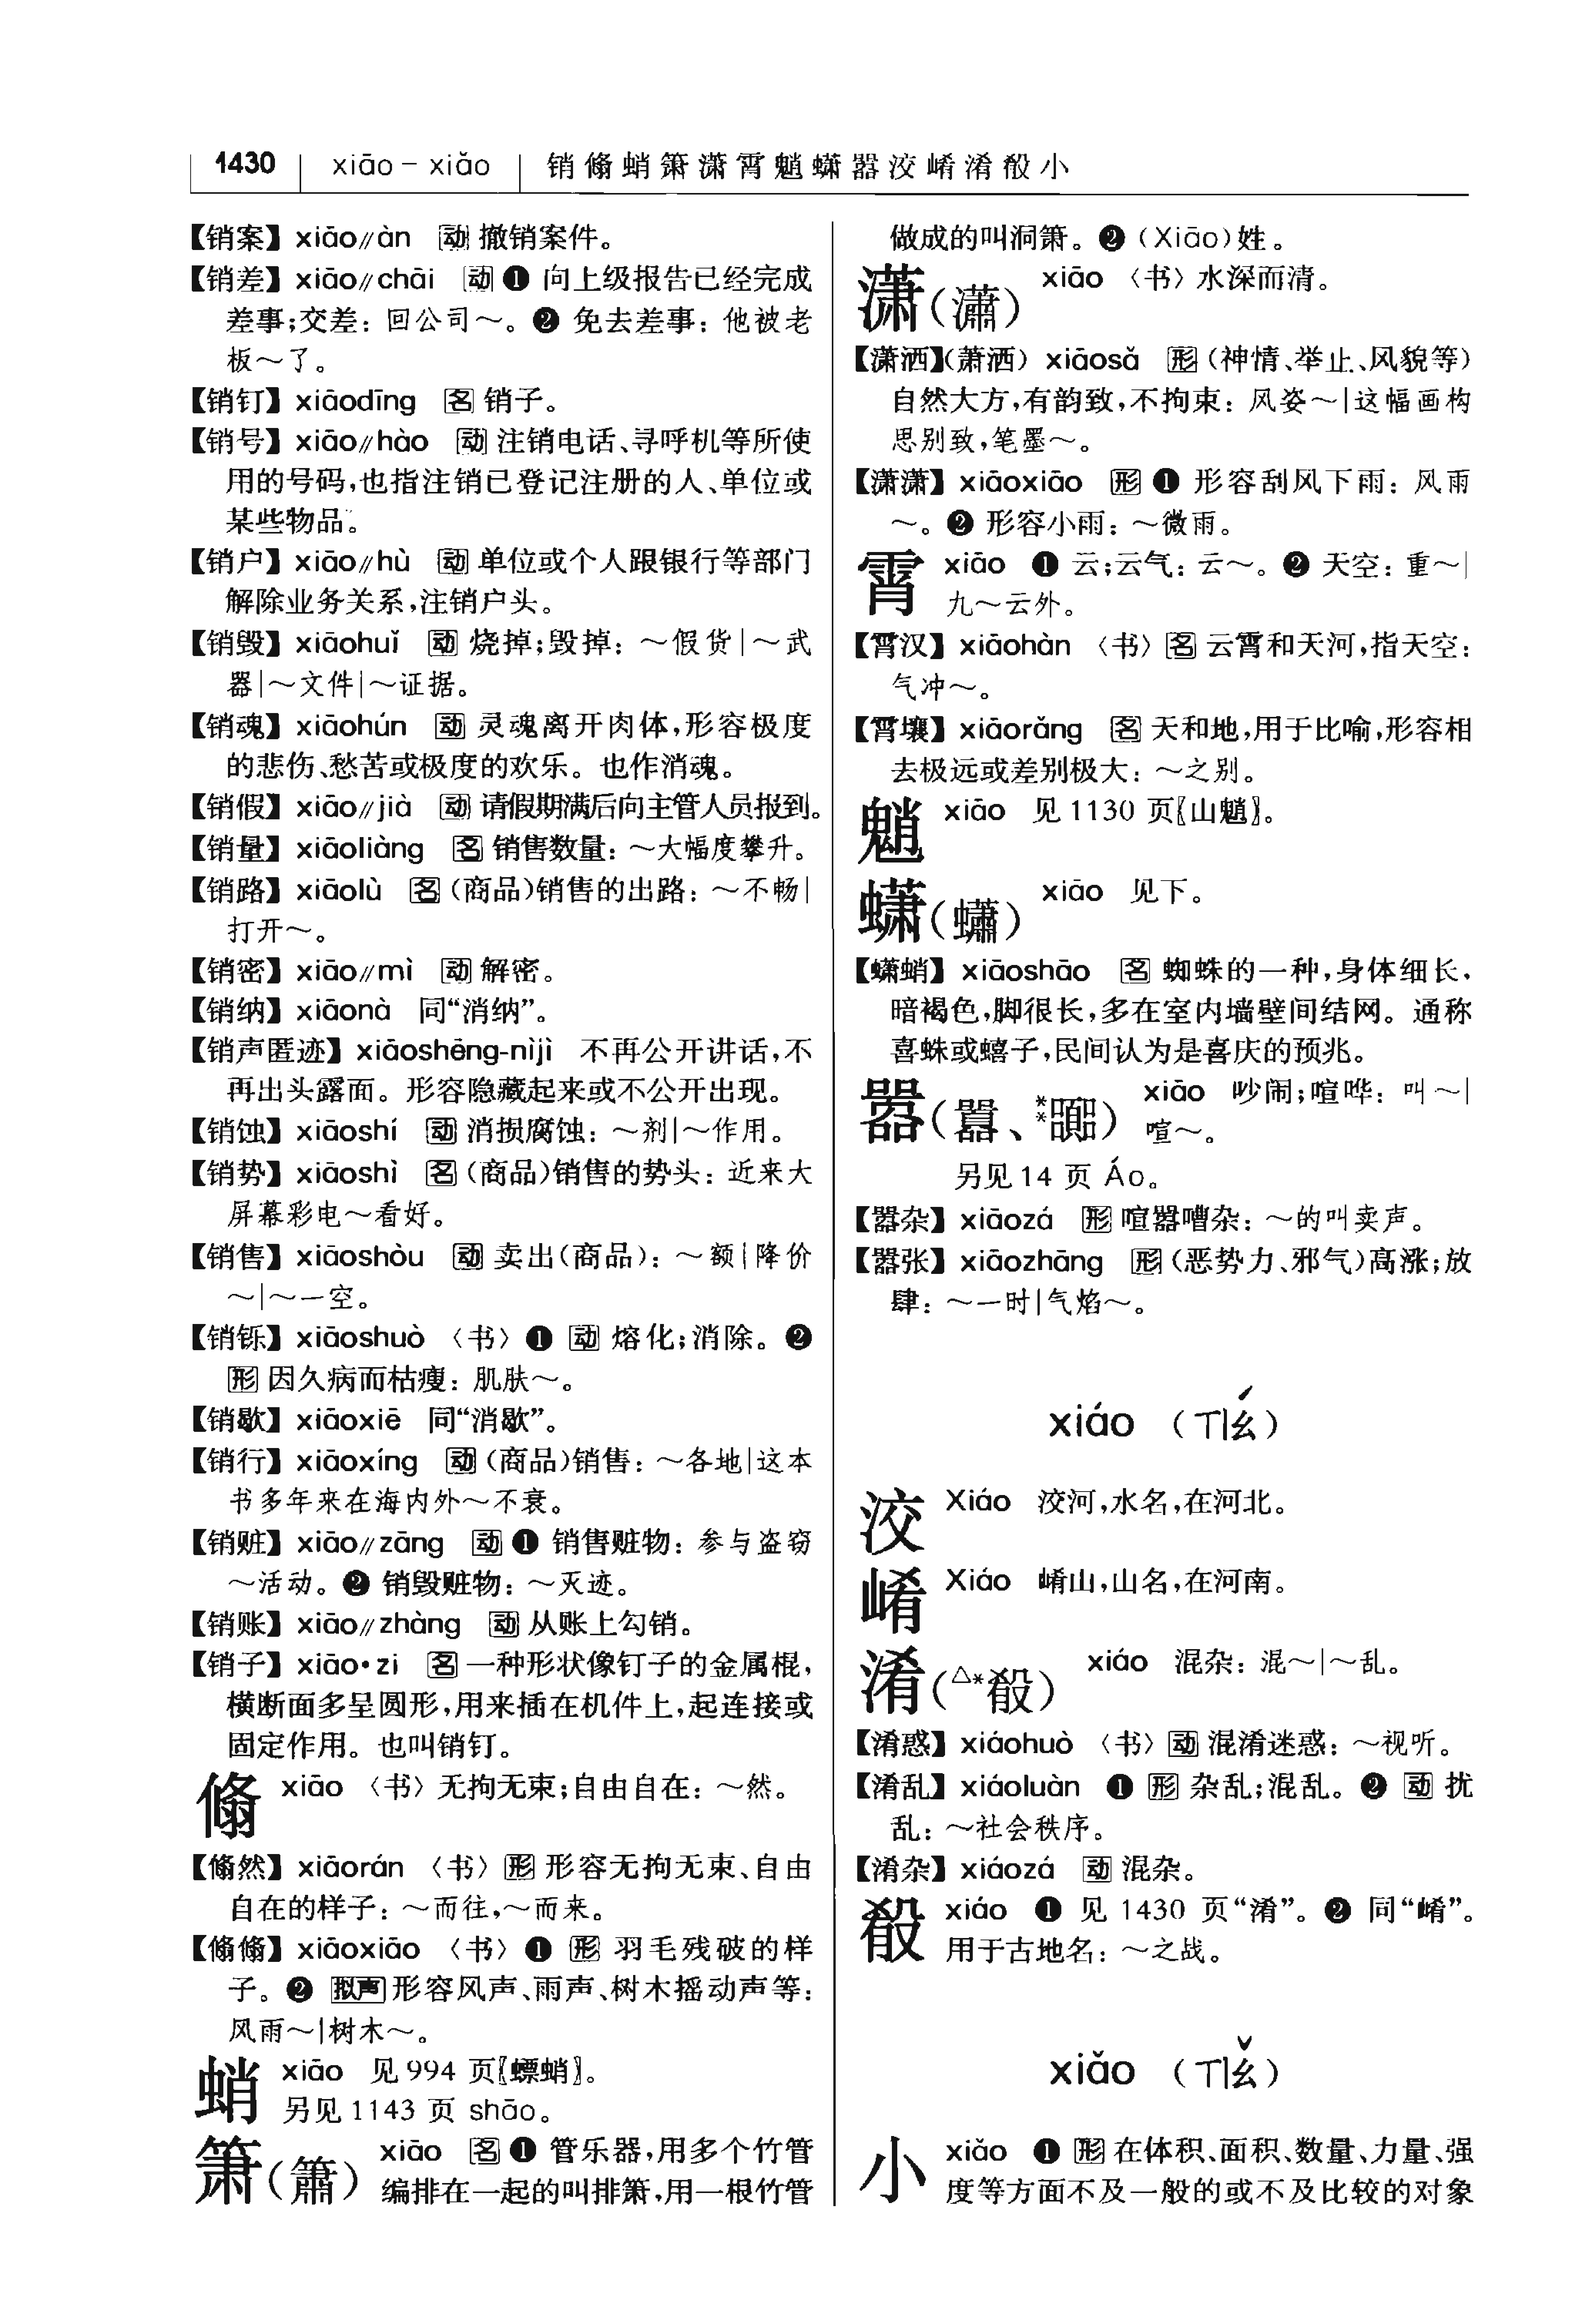 1430 xiāo－xiǎo 销翛蛸箫潇霄魈蟏嚣洨崤淆殽小
【销案】xiāo∥àn 动 撤销案件。
【销差】xiāo∥chāi 动 ❶ 向上级报告已经完成
差事;交差：回公司～。❷ 免去差事：他被老
板～了。
【销钉】xiāodīng 名 销子。
【销号】xiāo∥hào 动 注销电话、寻呼机等所使
用的号码,也指注销已登记注册的人、单位或
某些物品。
【销户】xiāo∥hù 动 单位或个人跟银行等部门
解除业务关系,注销户头。
【销毁】xiāohuǐ 动 烧掉;毁掉：～假货|～武
器|～文件|～证据。
【销魂】xiāohún 动 灵魂离开肉体,形容极度
的悲伤、愁苦或极度的欢乐。也作消魂。
【销假】xiāo∥jià 动 请假期满后向主管人员报到。
【销量】xiāoliàng 名 销售数量：～大幅度攀升。
【销路】xiāolù 名 (商品)销售的出路：～不畅|
打开～。
【销密】xiāo∥mì 动 解密。
【销纳】xiāonà 同“消纳”。
【销声匿迹】xiāoshēng-nìjì 不再公开讲话,不
再出头露面。形容隐藏起来或不公开出现。
【销蚀】xiāoshí 动 消损腐蚀：～剂|～作用。
【销势】xiāoshì 名 (商品)销售的势头：近来大
屏幕彩电～看好。
【销售】xiāoshòu 动 卖出(商品)：～额|降价
～|～一空。
【销铄】xiāoshuò 〈书〉❶ 动 熔化;消除。❷
形 因久病而枯瘦：肌肤～。
【销歇】xiāoxiē 同“消歇”。
【销行】xiāoxíng 动 (商品)销售：～各地|这本
书多年来在海内外～不衰。
【销赃】xiāo∥zāng 动 ❶ 销售赃物：参与盗窃
～活动。❷ 销毁赃物：～灭迹。
【销账】xiāo∥zhàng 动 从账上勾销。
【销子】xiāo•zi 名 一种形状像钉子的金属棍,
横断面多呈圆形,用来插在机件上,起连接或
固定作用。也叫销钉。
翛 xiāo 〈书〉无拘无束;自由自在：～然。
【翛然】xiāorán 〈书〉形 形容无拘无束、自由
自在的样子：～而往,～而来。
【翛翛】xiāoxiāo 〈书〉❶ 形 羽毛残破的样
子。❷ 拟声 形容风声、雨声、树木摇动声等：
风雨～|树木～。
蛸 xiāo 见 994 页〖螵蛸〗。
另见 1143 页 shāo。
箫(簫) xiāo 名 ❶ 管乐器,用多个竹管
编排在一起的叫排箫,用一根竹管
做成的叫洞箫。❷ (Xiāo)姓。
潇(瀟) xiāo 〈书〉水深而清。
【潇洒】(萧洒) xiāosǎ 形 (神情、举止、风貌等)
自然大方,有韵致,不拘束：风姿～|这幅画构
思别致,笔墨～。
【潇潇】xiāoxiāo 形 ❶ 形容刮风下雨：风雨
～。❷ 形容小雨：～微雨。
霄 xiāo ❶ 云;云气：云～。❷ 天空：重～|
九～云外。
【霄汉】xiāohàn 〈书〉名 云霄和天河,指天空：
气冲～。
【霄壤】xiāorǎng 名 天和地,用于比喻,形容相
去极远或差别极大：～之别。
魈 xiāo 见 1130 页〖山魈〗。
蟏(蠨) xiāo 见下。
【蟏蛸】xiāoshāo 名 蜘蛛的一种,身体细长,
暗褐色,脚很长,多在室内墙壁间结网。通称
喜蛛或蟢子,民间认为是喜庆的预兆。
嚣(囂、**𧮚) xiāo 吵闹;喧哗：叫～|
喧～。
另见 14 页 Áo。
【嚣杂】xiāozá 形 喧嚣嘈杂：～的叫卖声。
【嚣张】xiāozhāng 形 (恶势力、邪气)高涨;放
肆：～一时|气焰～。
xiáo （ㄒㄧㄠˊ）
洨 Xiáo 洨河,水名,在河北。
崤 Xiáo 崤山,山名,在河南。
淆(△*殽) xiáo 混杂：混～|～乱。
【淆惑】xiáohuò 〈书〉动 混淆迷惑：～视听。
【淆乱】xiáoluàn ❶ 形 杂乱;混乱。❷ 动 扰
乱：～社会秩序。
【淆杂】xiáozá 动 混杂。
殽 xiáo ❶ 见 1430 页“淆”。❷ 同“崤”。
用于古地名：～之战。
xiǎo （ㄒㄧㄠˇ）
小 xiǎo ❶ 形 在体积、面积、数量、力量、强
度等方面不及一般的或不及比较的对象